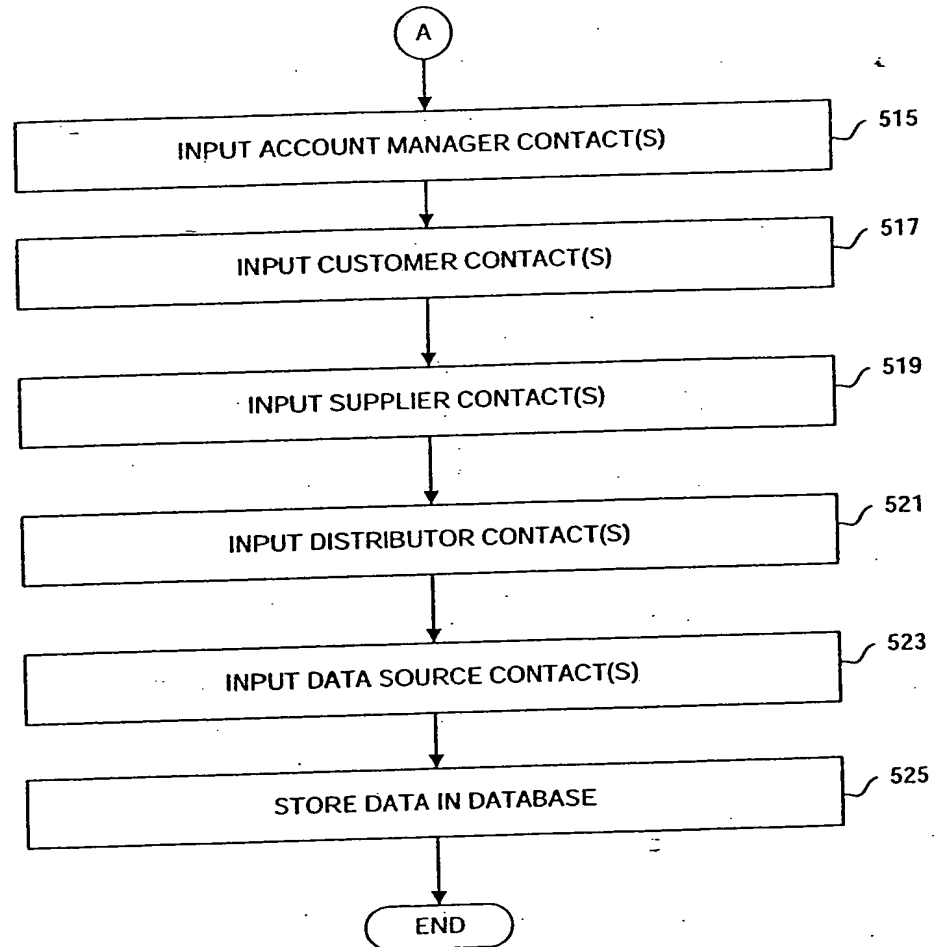 A
INPUT ACCOUNT MANAGER CONTACT(S)
515
INPUT CUSTOMER CONTACT(S)
517
INPUT SUPPLIER CONTACT(S)
519
INPUT DISTRIBUTOR CONTACT(S)
521
INPUT DATA SOURCE CONTACT(S)
523
STORE DATA IN DATABASE
525
END